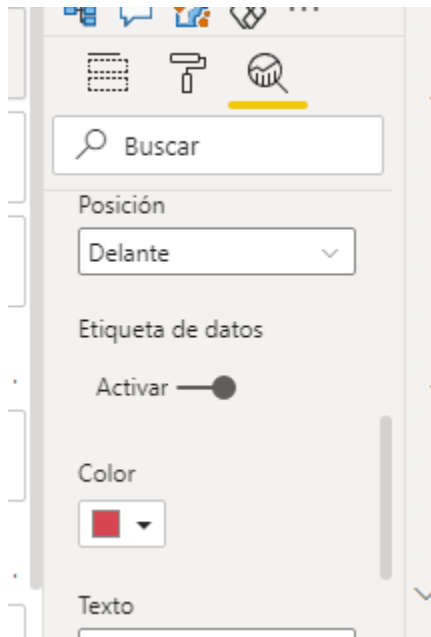 Buscar
Posición
Delante
Etiqueta de datos
Activar
Color
Texto